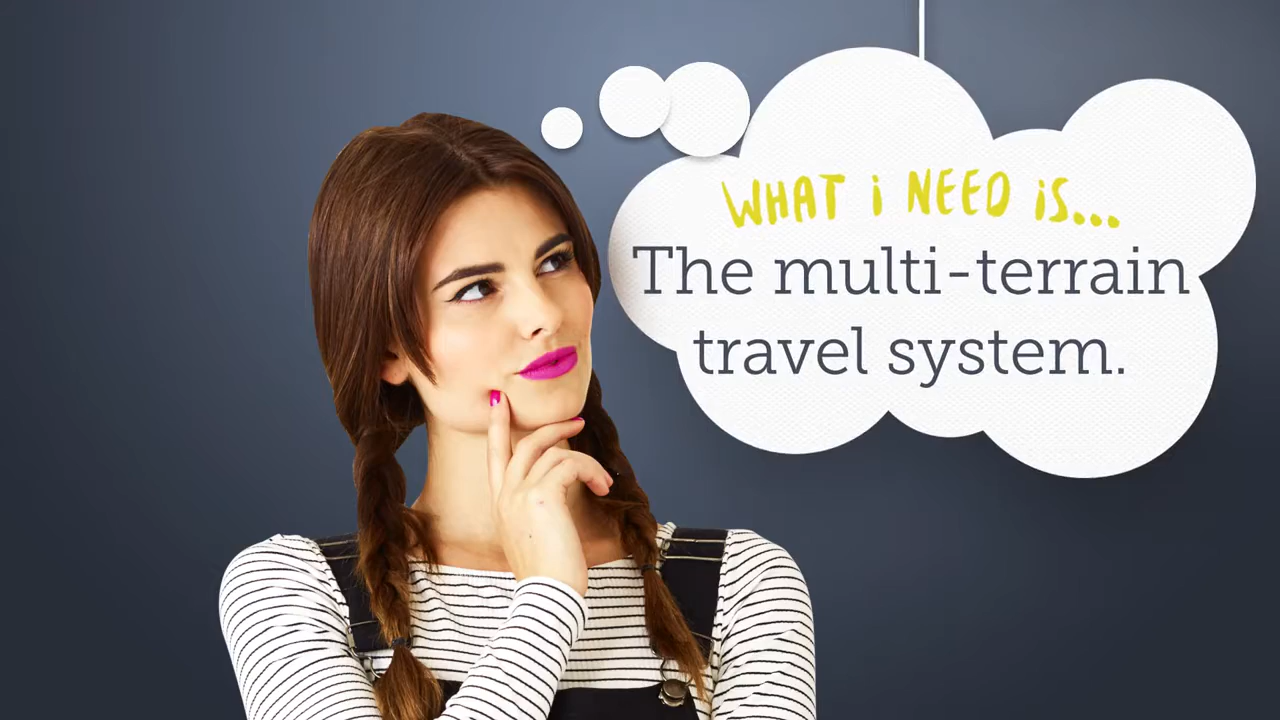 WHAT i NEED iS...
The multi-terrain
travel system.